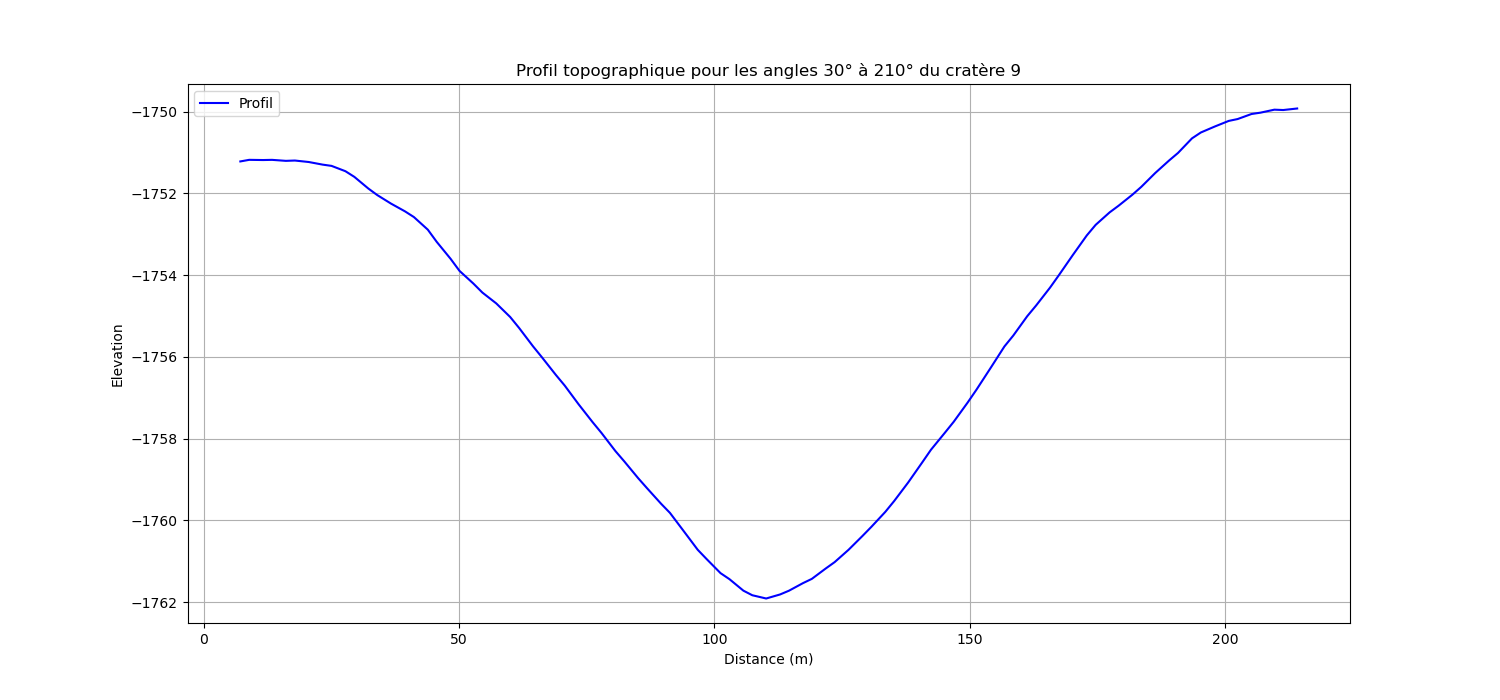 Profil topographique pour les angles 30° à 210° du cratère 9
Profil
−1750
−1752
−1754
−1756
−1758
−1760
−1762
Elevation
0 50 100 150 200
Distance (m)